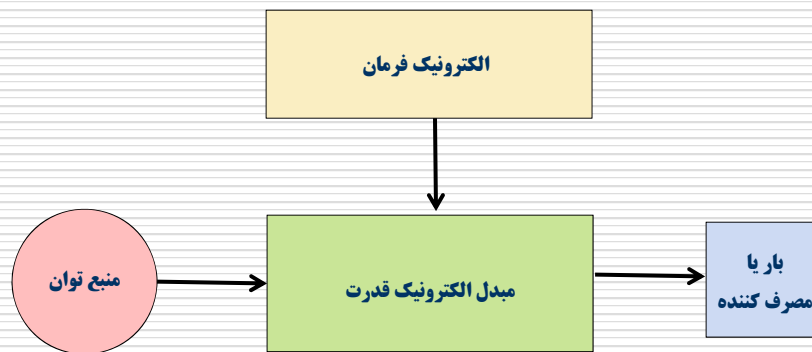 الکترونیک فرمان
منبع توان
مبدل الکترونیک قدرت
بار یا
مصرف کننده